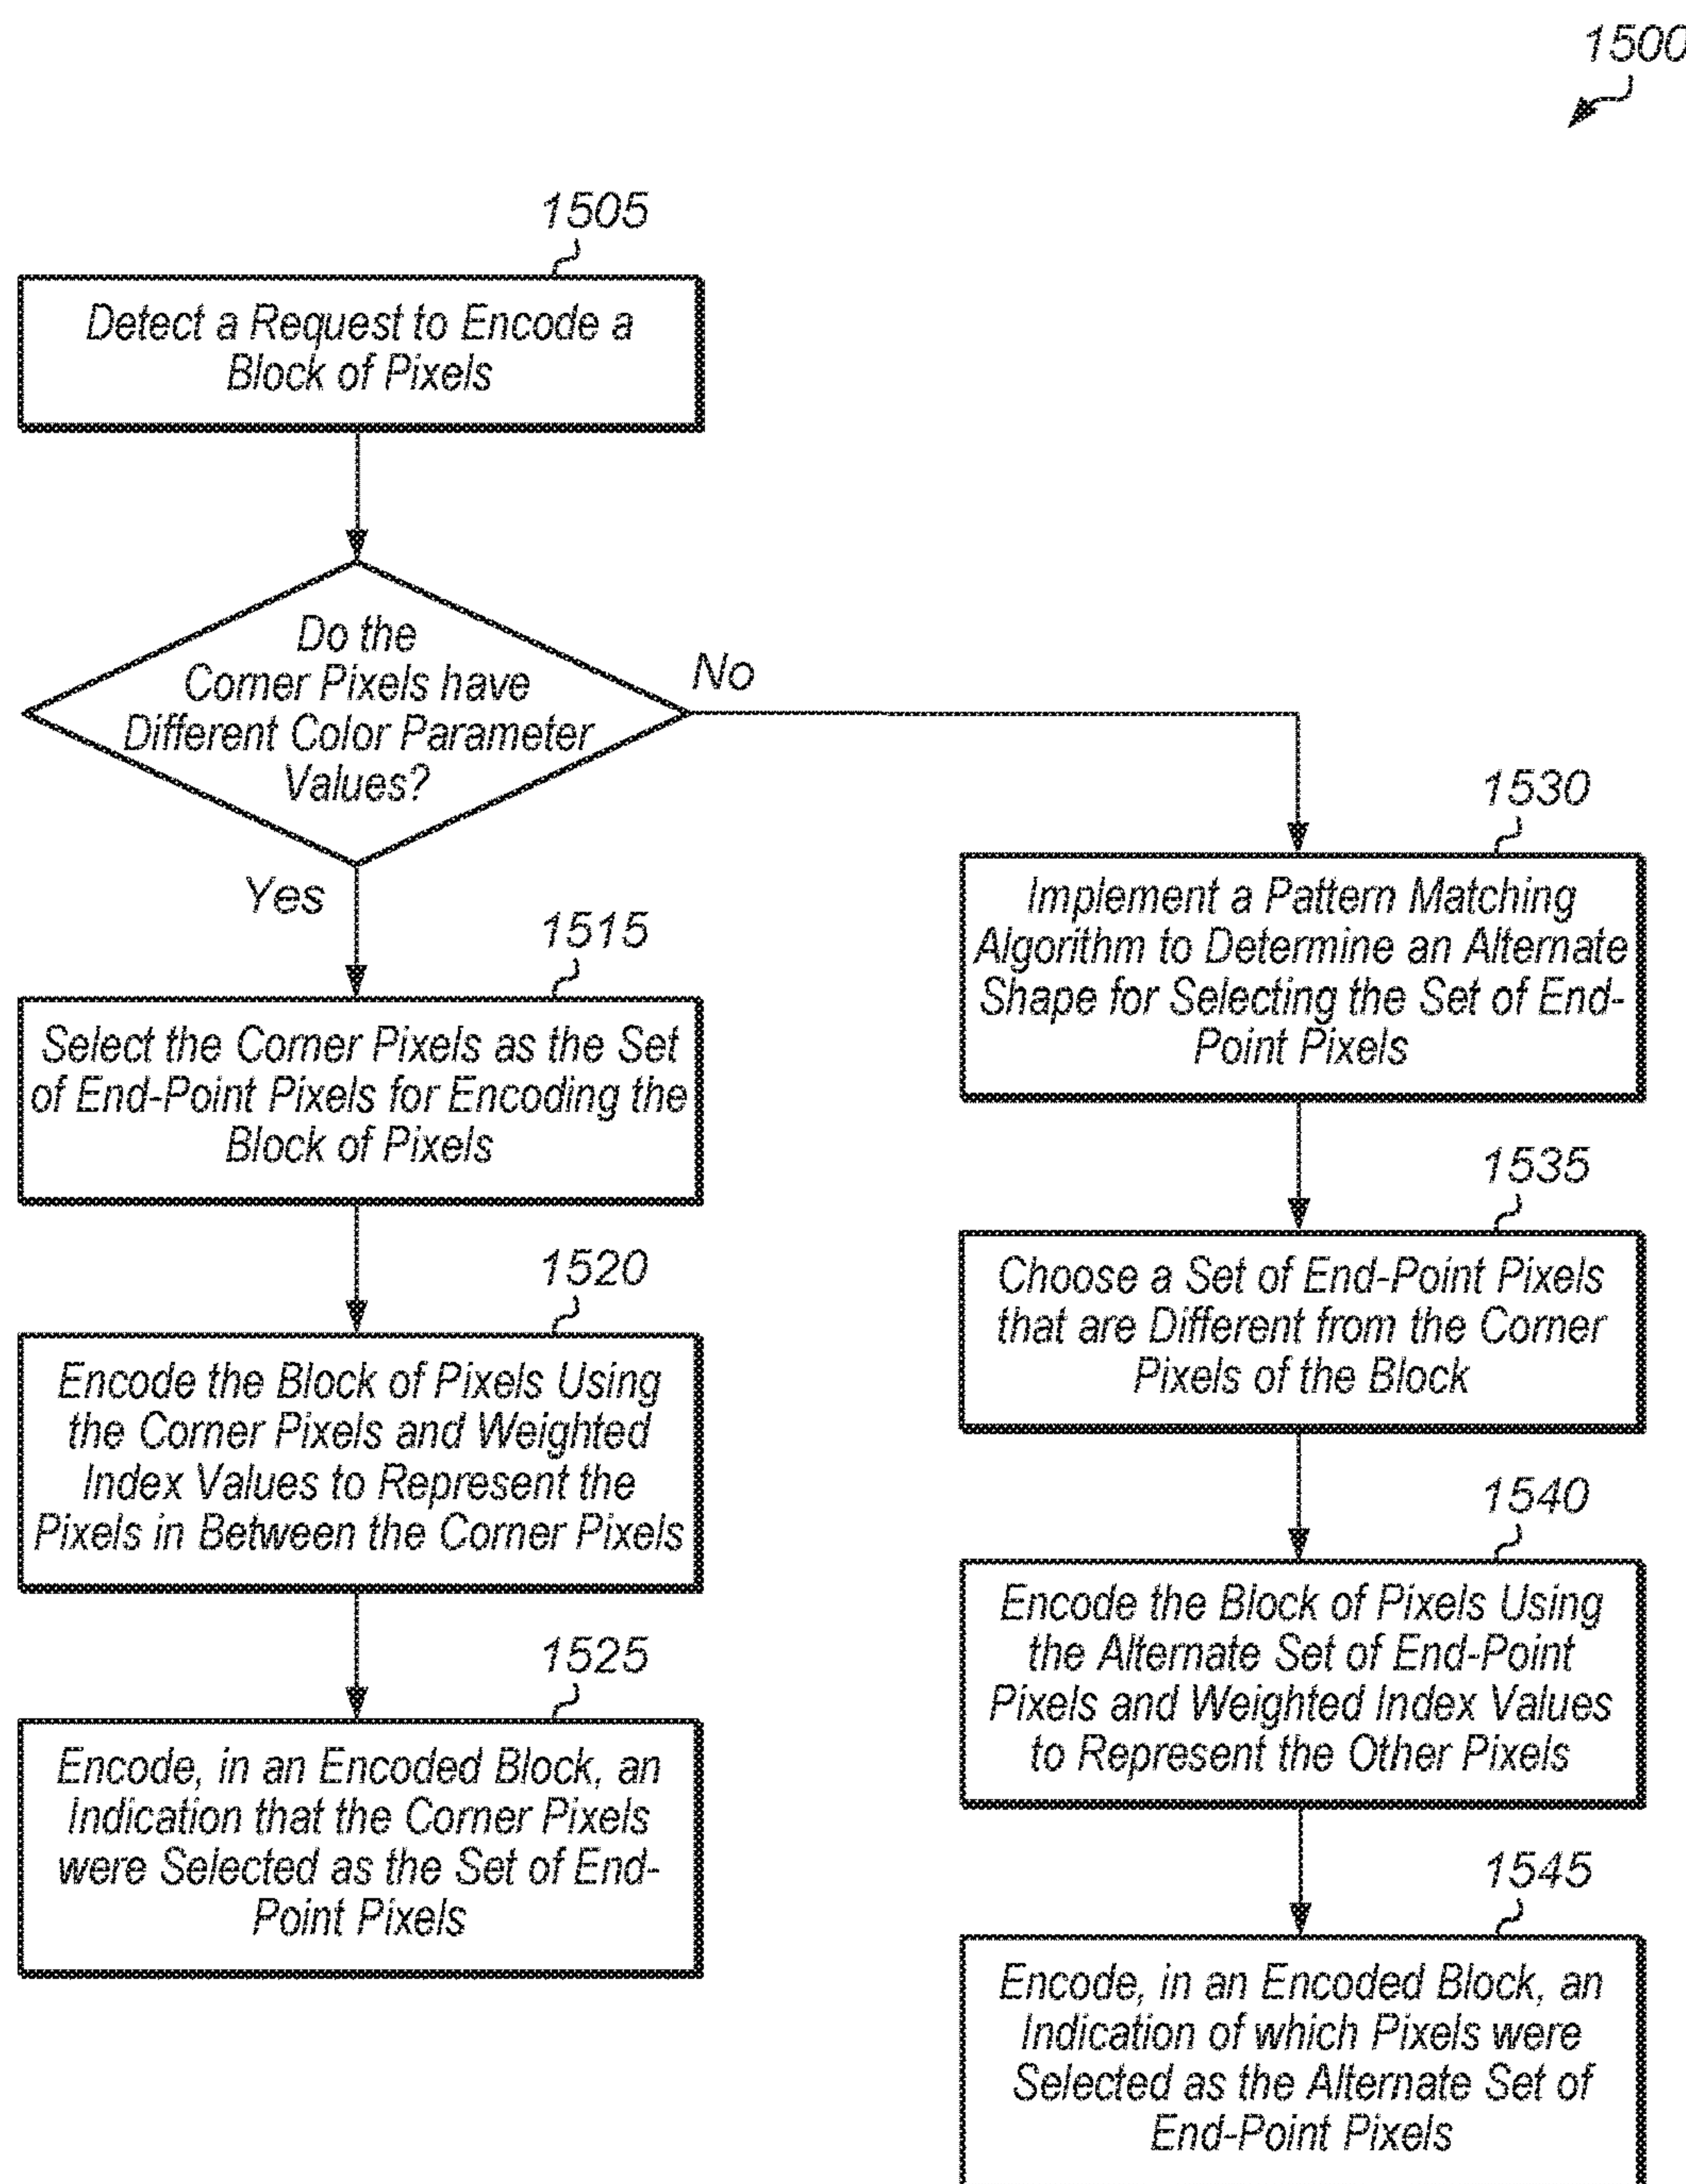 1500
1505
Detect a Request to Encode a
Block of Pixels
Do the
Corner Pixels have
Different Color Parameter
Values?
No
Yes
1515
Select the Corner Pixels as the Set
of End-Point Pixels for Encoding the
Block of Pixels
1520
Encode the Block of Pixels Using
the Corner Pixels and Weighted
Index Values to Represent the
Pixels in Between the Corner Pixels
1525
Encode, in an Encoded Block, an
Indication that the Corner Pixels
were Selected as the Set of End-
Point Pixels
1530
Implement a Pattern Matching
Algorithm to Determine an Alternate
Shape for Selecting the Set of End-
Point Pixels
1535
Choose a Set of End-Point Pixels
that are Different from the Corner
Pixels of the Block
1540
Encode the Block of Pixels Using
the Alternate Set of End-Point
Pixels and Weighted Index Values
to Represent the Other Pixels
1545
Encode, in an Encoded Block, an
Indication of which Pixels were
Selected as the Alternate Set of
End-Point Pixels